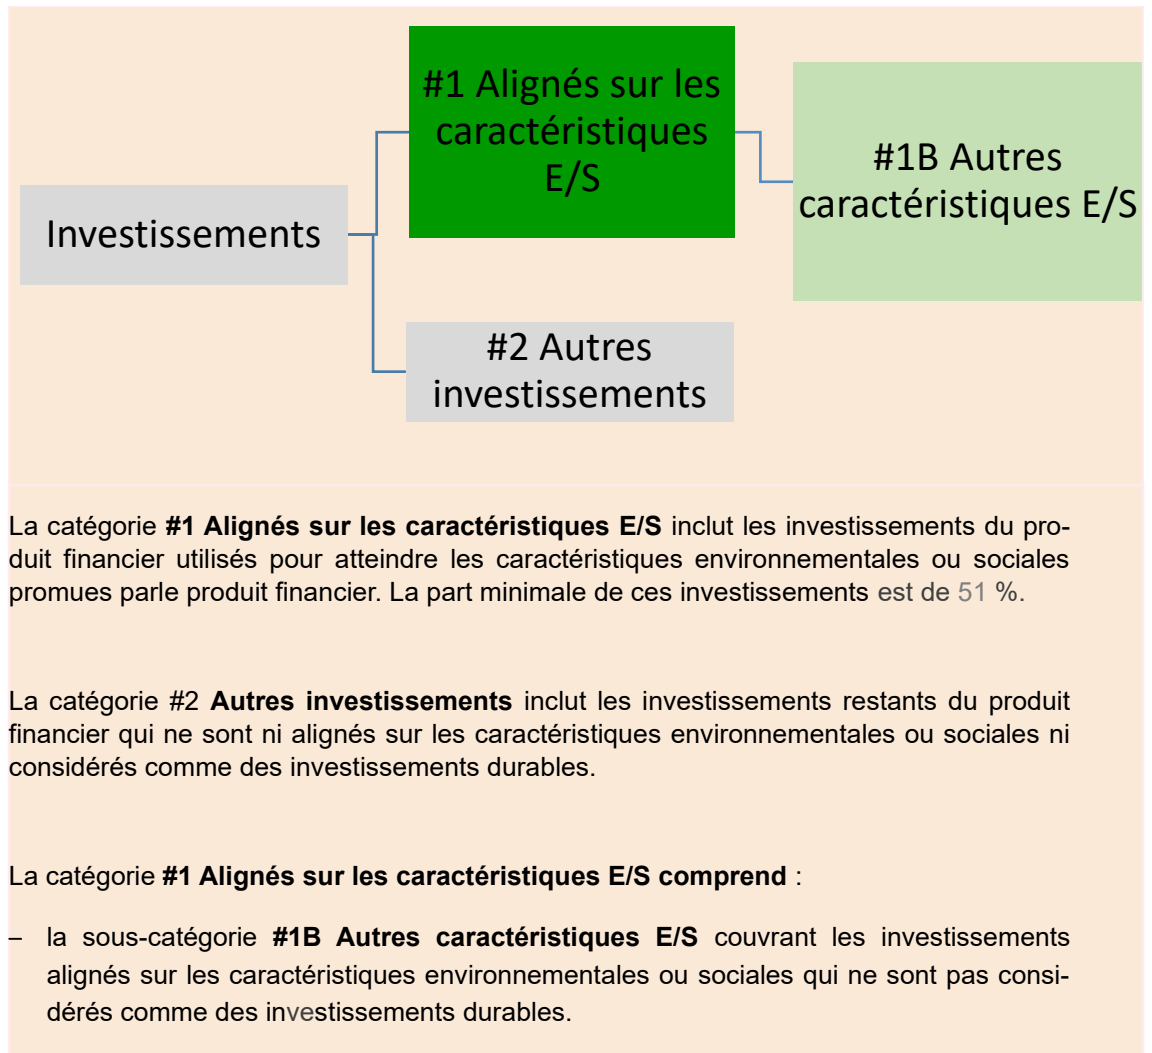 #1 Alignés sur les
caractéristiques
E/S
#1B Autres
caractéristiques E/S
Investissements
#2 Autres
investissements
La catégorie #1 Alignés sur les caractéristiques E/S inclut les investissements du pro-
duit financier utilisés pour atteindre les caractéristiques environnementales ou sociales
promues parle produit financier. La part minimale de ces investissements est de 51 %.
La catégorie #2 Autres investissements inclut les investissements restants du produit
financier qui ne sont ni alignés sur les caractéristiques environnementales ou sociales ni
considérés comme des investissements durables.
La catégorie #1 Alignés sur les caractéristiques E/S comprend :
– la sous-catégorie #1B Autres caractéristiques E/S couvrant les investissements
alignés sur les caractéristiques environnementales ou sociales qui ne sont pas consi-
dérés comme des investissements durables.